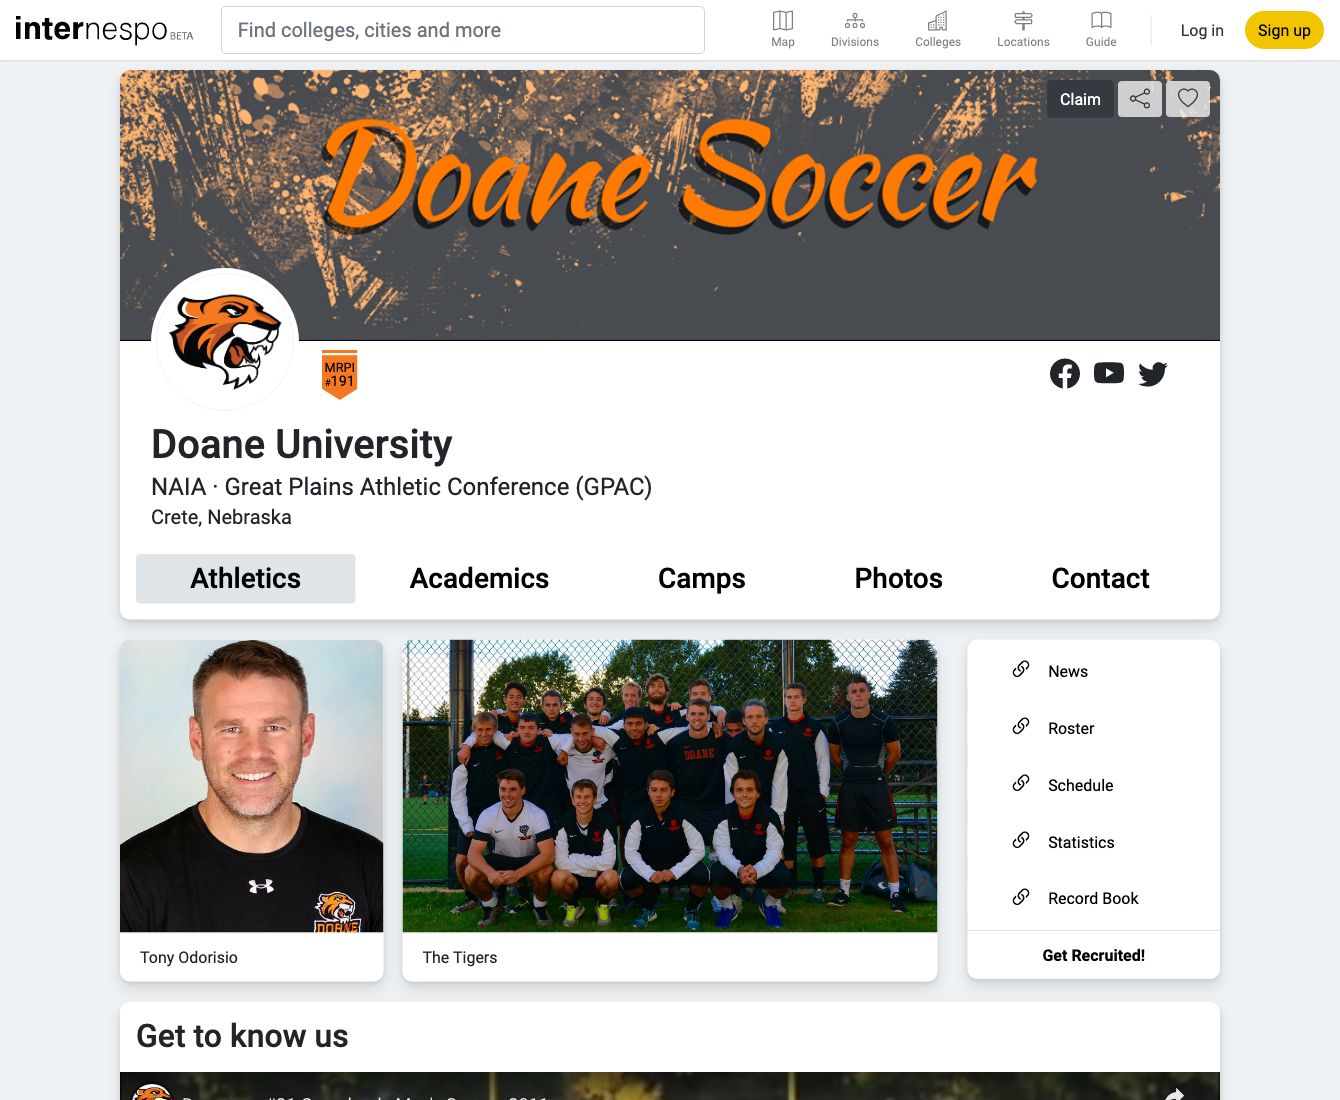 internespo BETA
Find colleges, cities and more
Map
Divisions
Colleges
Locations
Guide
Log in
Sign up
Claim
Doane Soccer
MRPI
#191
Doane University
NAIA · Great Plains Athletic Conference (GPAC)
Crete, Nebraska
Athletics
Academics
Camps
Photos
Contact
DOANE
DOANE
Tony Odorisio
The Tigers
News
Roster
Schedule
Statistics
Record Book
Get Recruited!
Get to know us